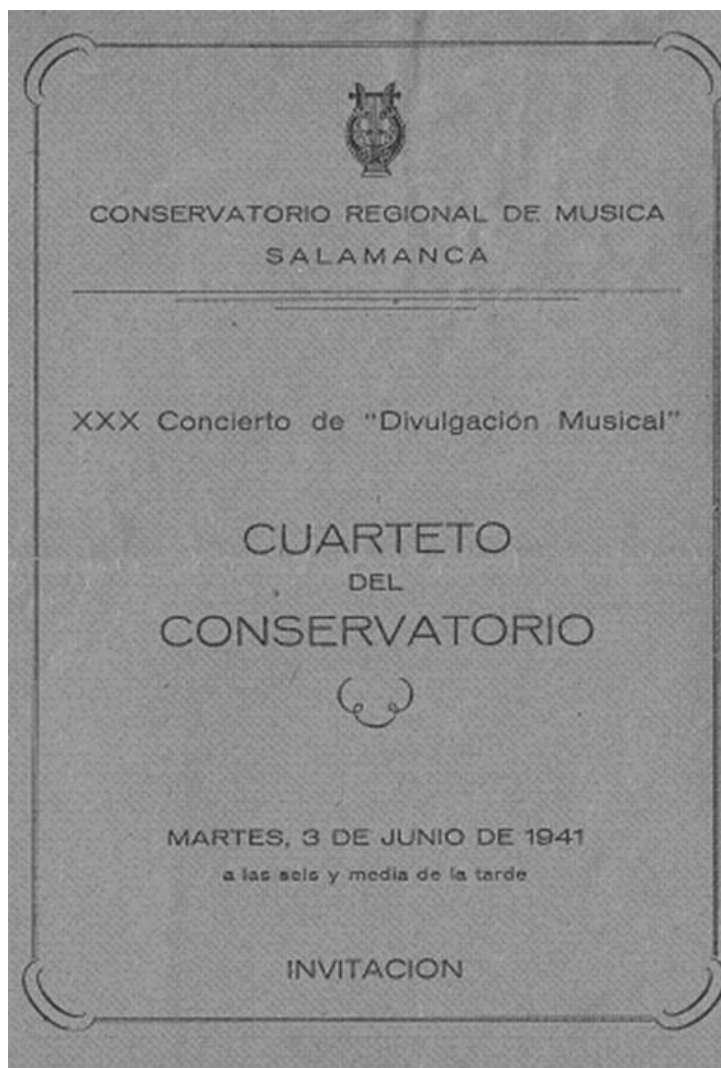 CONSERVATORIO REGIONAL DE MUSICA
SALAMANCA
XXX Concierto de "Divulgación Musical"
CUARTETO
DEL
CONSERVATORIO
MARTES, 3 DE JUNIO DE 1941
a las seis y media de la tarde
INVITACION